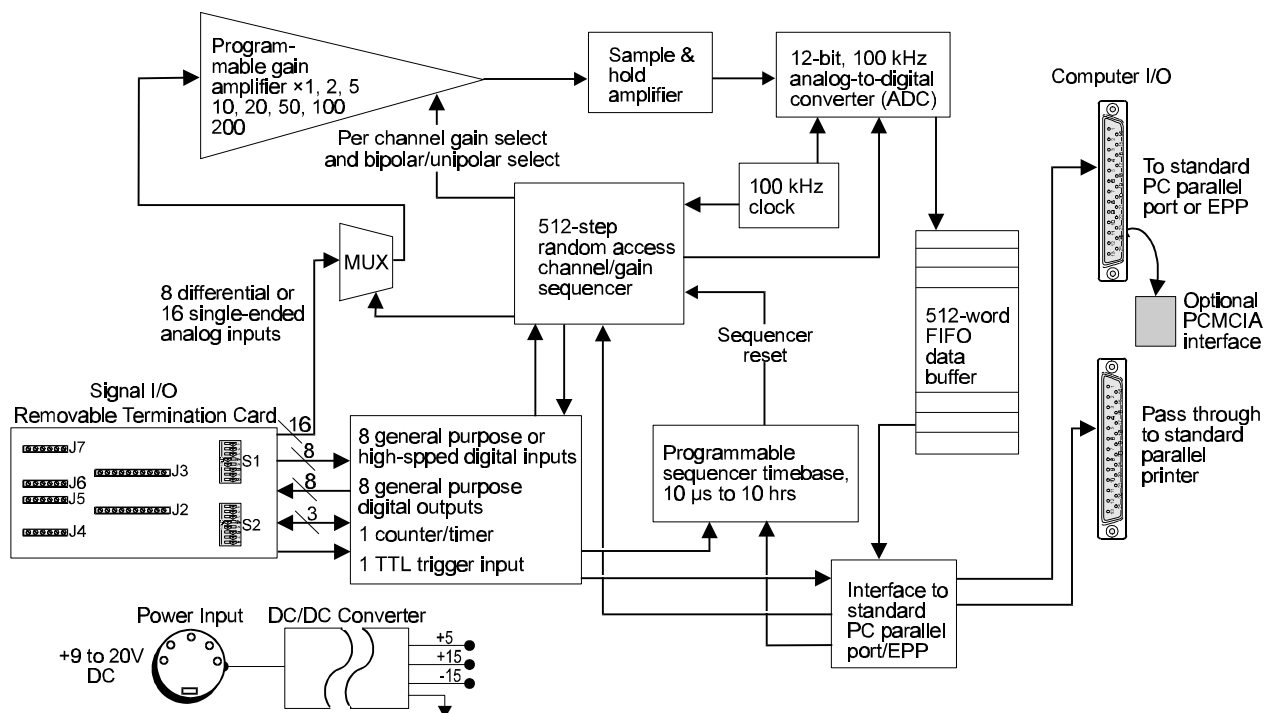 Program-
mable gain
amplifier ×1, 2, 5
10, 20, 50, 100
200
Sample &
hold
amplifier
12-bit, 100 kHz
analog-to-digital
converter (ADC)
Computer I/O
Per channel gain select
and bipolar/unipolar select
100 kHz
clock
To standard
PC parallel
port or EPP
512-step
random access
channel/gain
sequencer
MUX
8 differential or
16 single-ended
analog inputs
Optional
PCMCIA
interface
512-word
FIFO
data
buffer
Sequencer
reset
Signal I/O
Removable Termination Card
16
J7
S1
8
J3
J6
J5
8
J2
S2
3
J4
8 general purpose or
high-spped digital inputs
8 general purpose
digital outputs
1 counter/timer
1 TTL trigger input
Programmable
sequencer timebase,
10 µs to 10 hrs
Pass through
to standard
parallel
printer
Interface to
standard
PC parallel
port/EPP
Power Input
DC/DC Converter
+9 to 20V
DC
+5
+15
-15